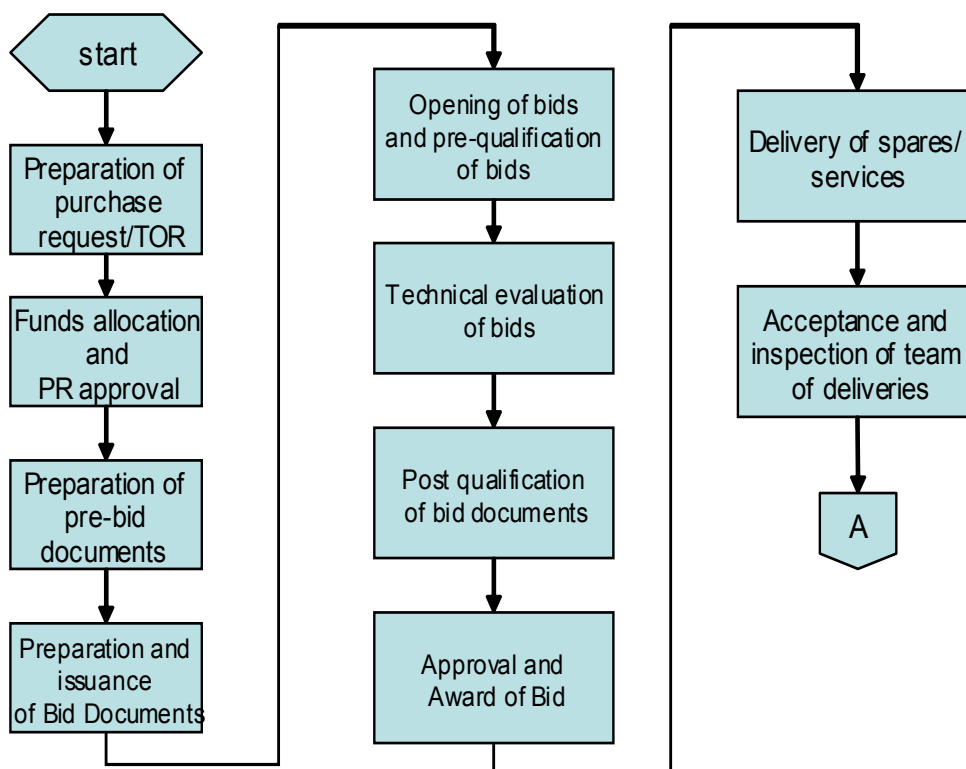 start
Preparation of
purchase
request/TOR
Funds allocation
and
PR approval
Preparation of
pre-bid
documents
Preparation and
issuance
of Bid Documents
Opening of bids
and pre-qualification
of bids
Technical evaluation
of bids
Post qualification
of bid documents
Approval and
Award of Bid
Delivery of spares/
services
Acceptance and
inspection of team
of deliveries
A